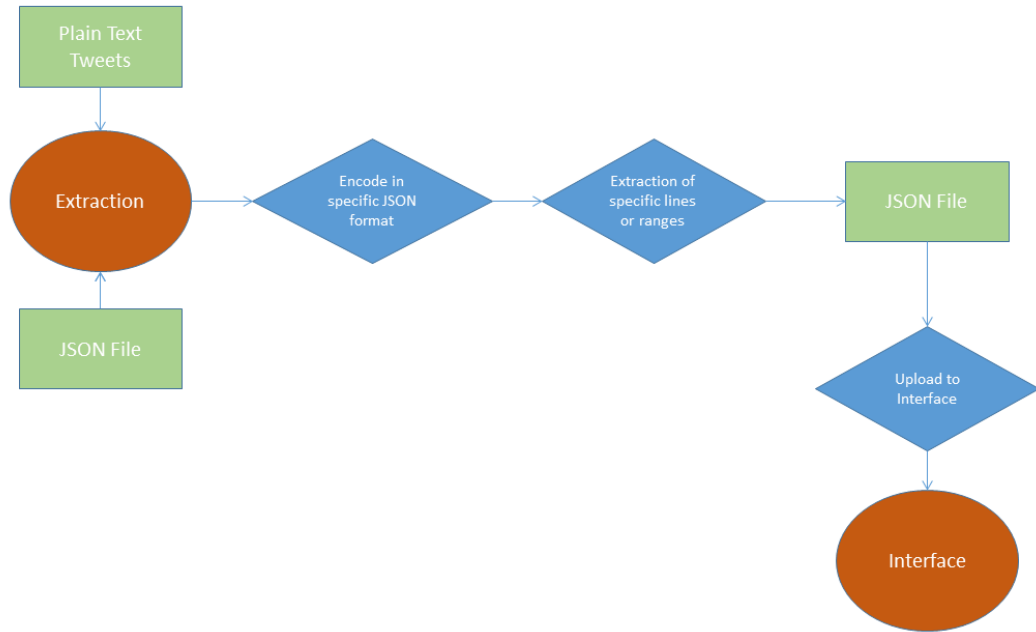 Plain Text
Tweets
Extraction
Encode in
specific JSON
format
Extraction of
specific lines
or ranges
JSON File
JSON File
Upload to
Interface
Interface